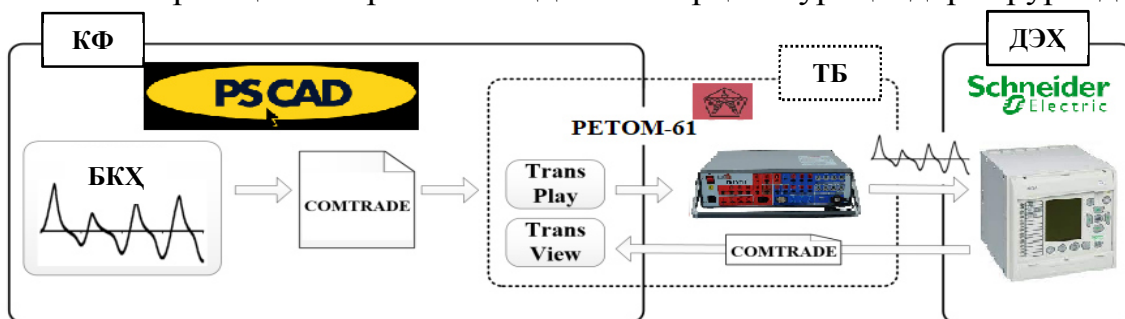 КФ
ДЭҲ
PSCAD
ТБ
Schneider
Electric
РЕТОМ-61
БКҲ
COMTRADE
Trans
Play
Trans
View
COMTRADE